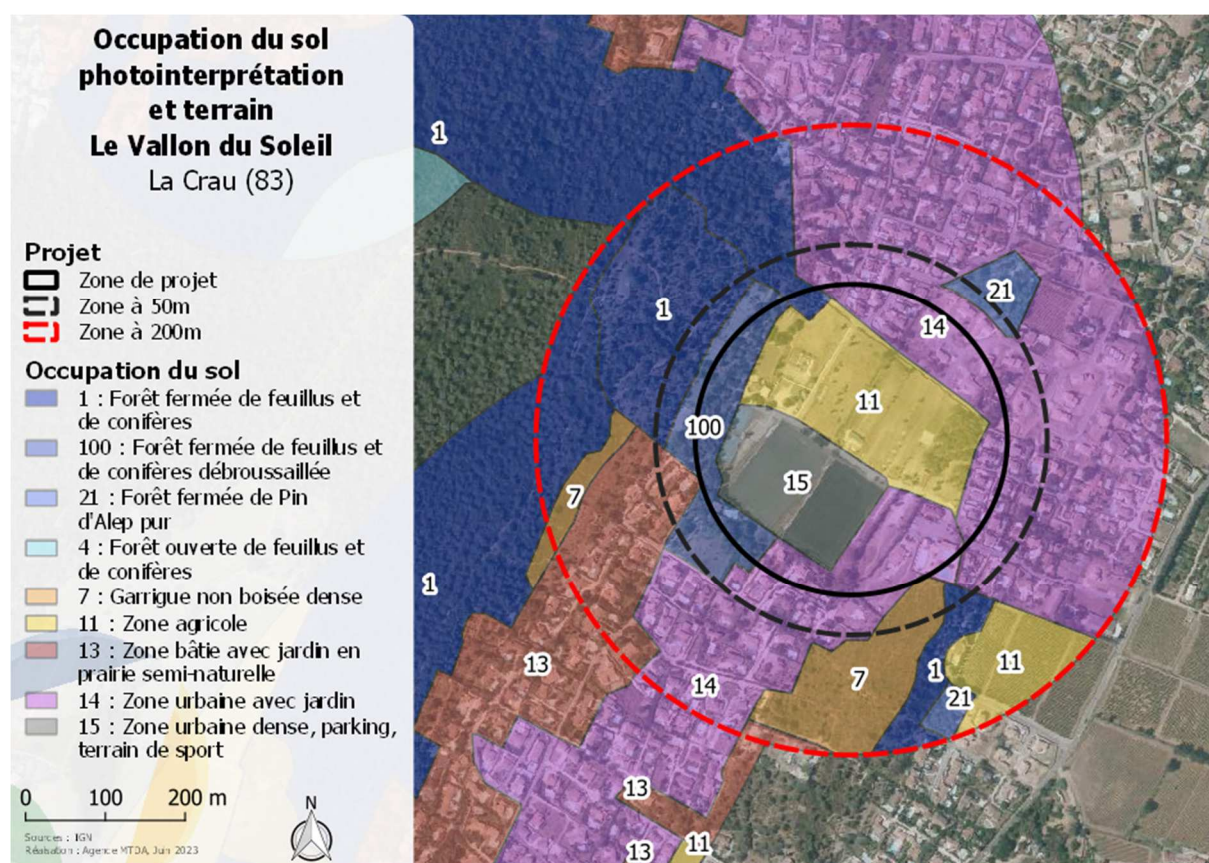 Occupation du sol
photointerprétation
et terrain
Le Vallon du Soleil
La Crau (83)
Projet
Zone de projet
Zone à 50m
Zone à 200m
Occupation du sol
1 : Forêt fermée de feuillus et
de conifères
100 : Forêt fermée de feuillus et
de conifères débroussaillée
21 : Forêt fermée de Pin
d'Alep pur
4 : Forêt ouverte de feuillus et
de conifères
7 : Garrigue non boisée dense
11 : Zone agricole
13 : Zone bâtie avec jardin en
prairie semi-naturelle
14 : Zone urbaine avec jardin
15 : Zone urbaine dense, parking,
terrain de sport
0 100 200 m
N
Sources : IGN
Réalisation : Agence MTDA, Juin 2023
1
21
1
14
11
100
15
7
1
13
14
7
1
11
21
13
13
11